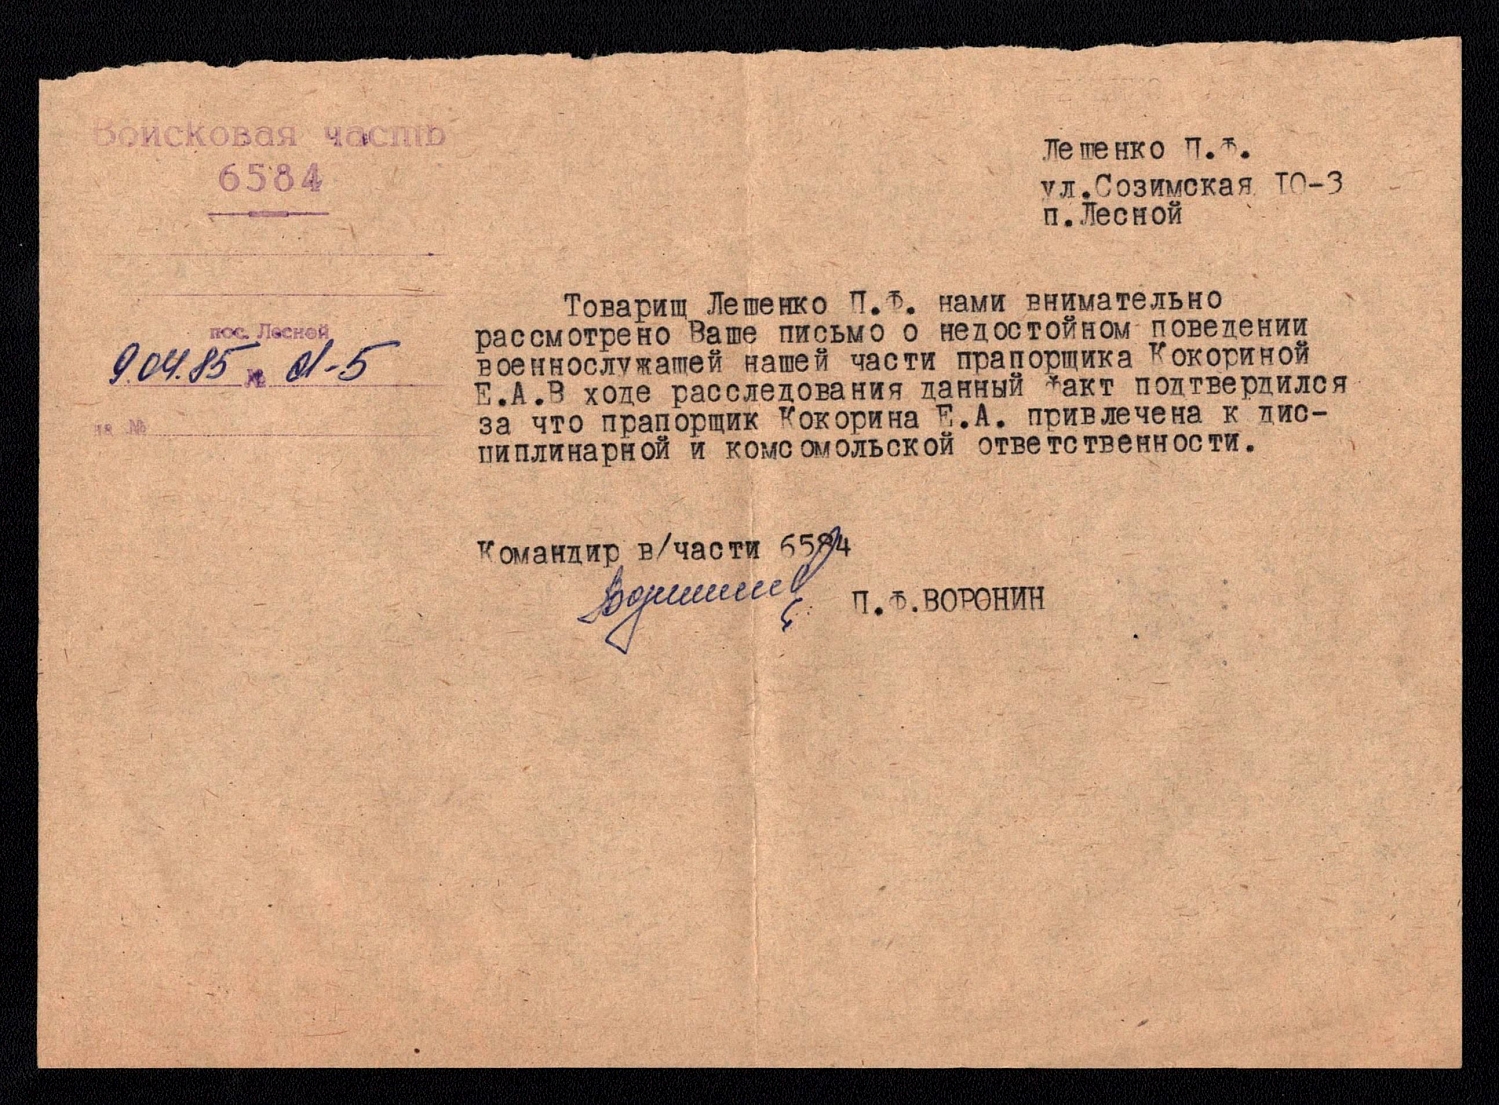 Войсковая часть
6584
пос. Лесной
9.04.85 № d-5
на №
Лешенко П.Ф.
ул.Созимская IO-3
п.Лесной
Товарищ Лешенко П.Ф. нами внимательно
рассмотрено Ваше письмо о недостойном поведении
военнослужащей нашей части прапорщика Кокориной
Е.А.В ходе расследования данный факт подтвердился
за что прапорщик Кокорина Е.А. привлечена к дис-
циплинарной и комсомольской ответственности.
Командир в/части 6584
П.Ф.ВОРОНИН